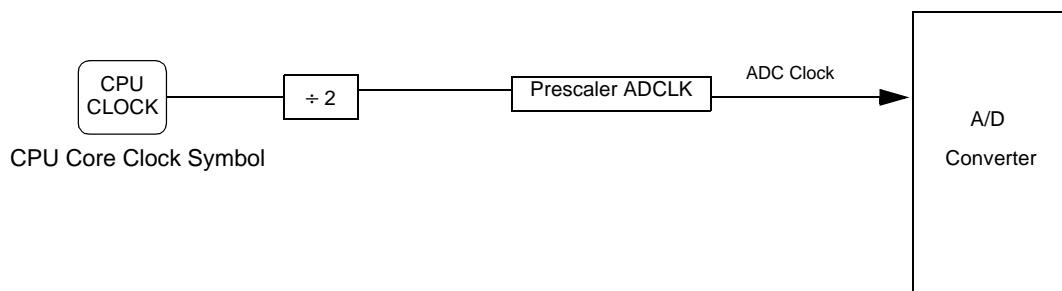 CPU
CLOCK
CPU Core Clock Symbol
÷ 2
Prescaler ADCLK
ADC Clock
A/D
Converter